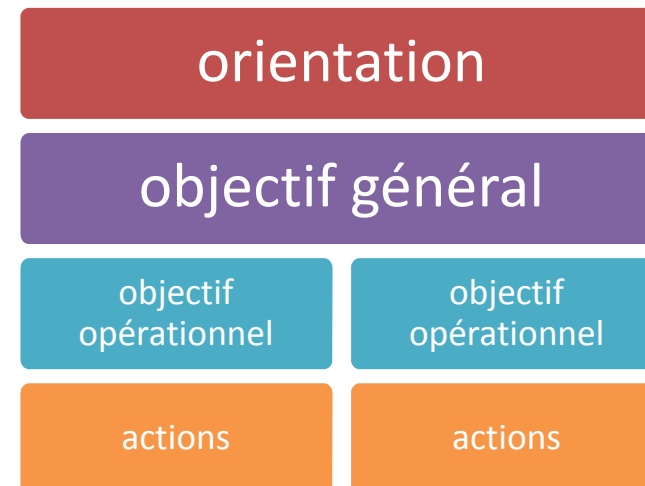 orientation
objectif général
objectif
opérationnel
objectif
opérationnel
actions
actions